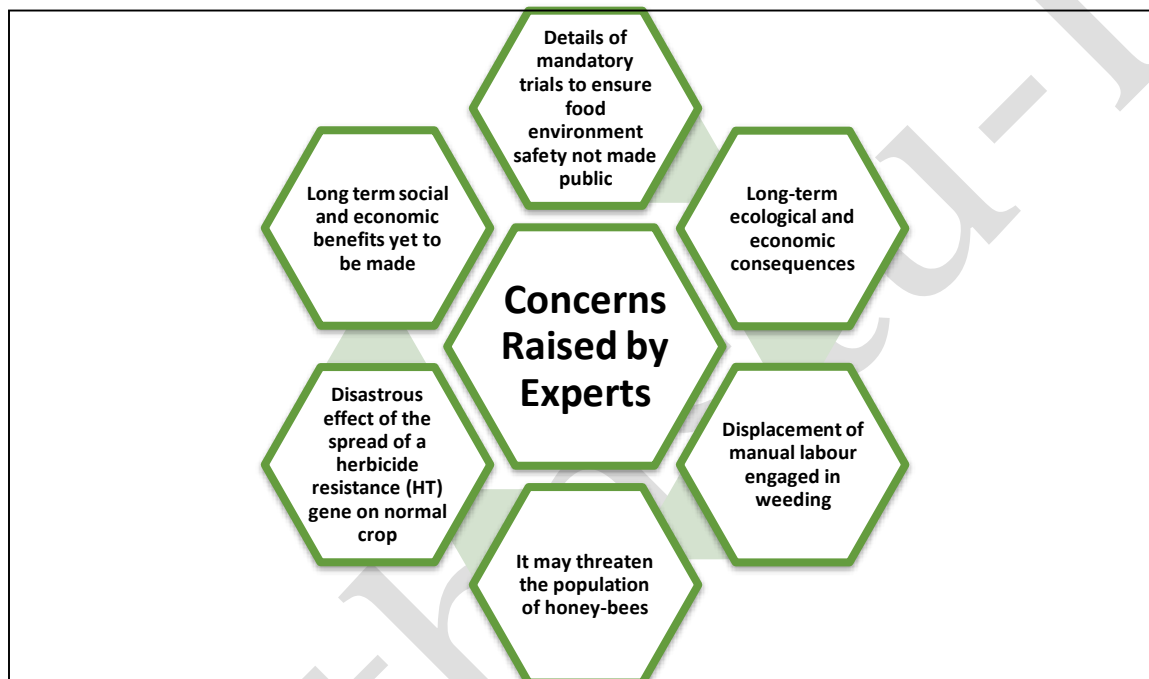 Details of
mandatory
trials to ensure
food
environment
safety not made
public
Long-term
ecological and
economic
consequences
Displacement of
manual labour
engaged in
weeding
It may threaten
the population
of honey-bees
Disastrous
effect of the
spread of a
herbicide
resistance (HT)
gene on normal
crop
Long term social
and economic
benefits yet to
be made
Concerns
Raised by
Experts